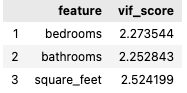 feature vif_score
1 bedrooms 2.273544
2 bathrooms 2.252843
3 square_feet 2.524199